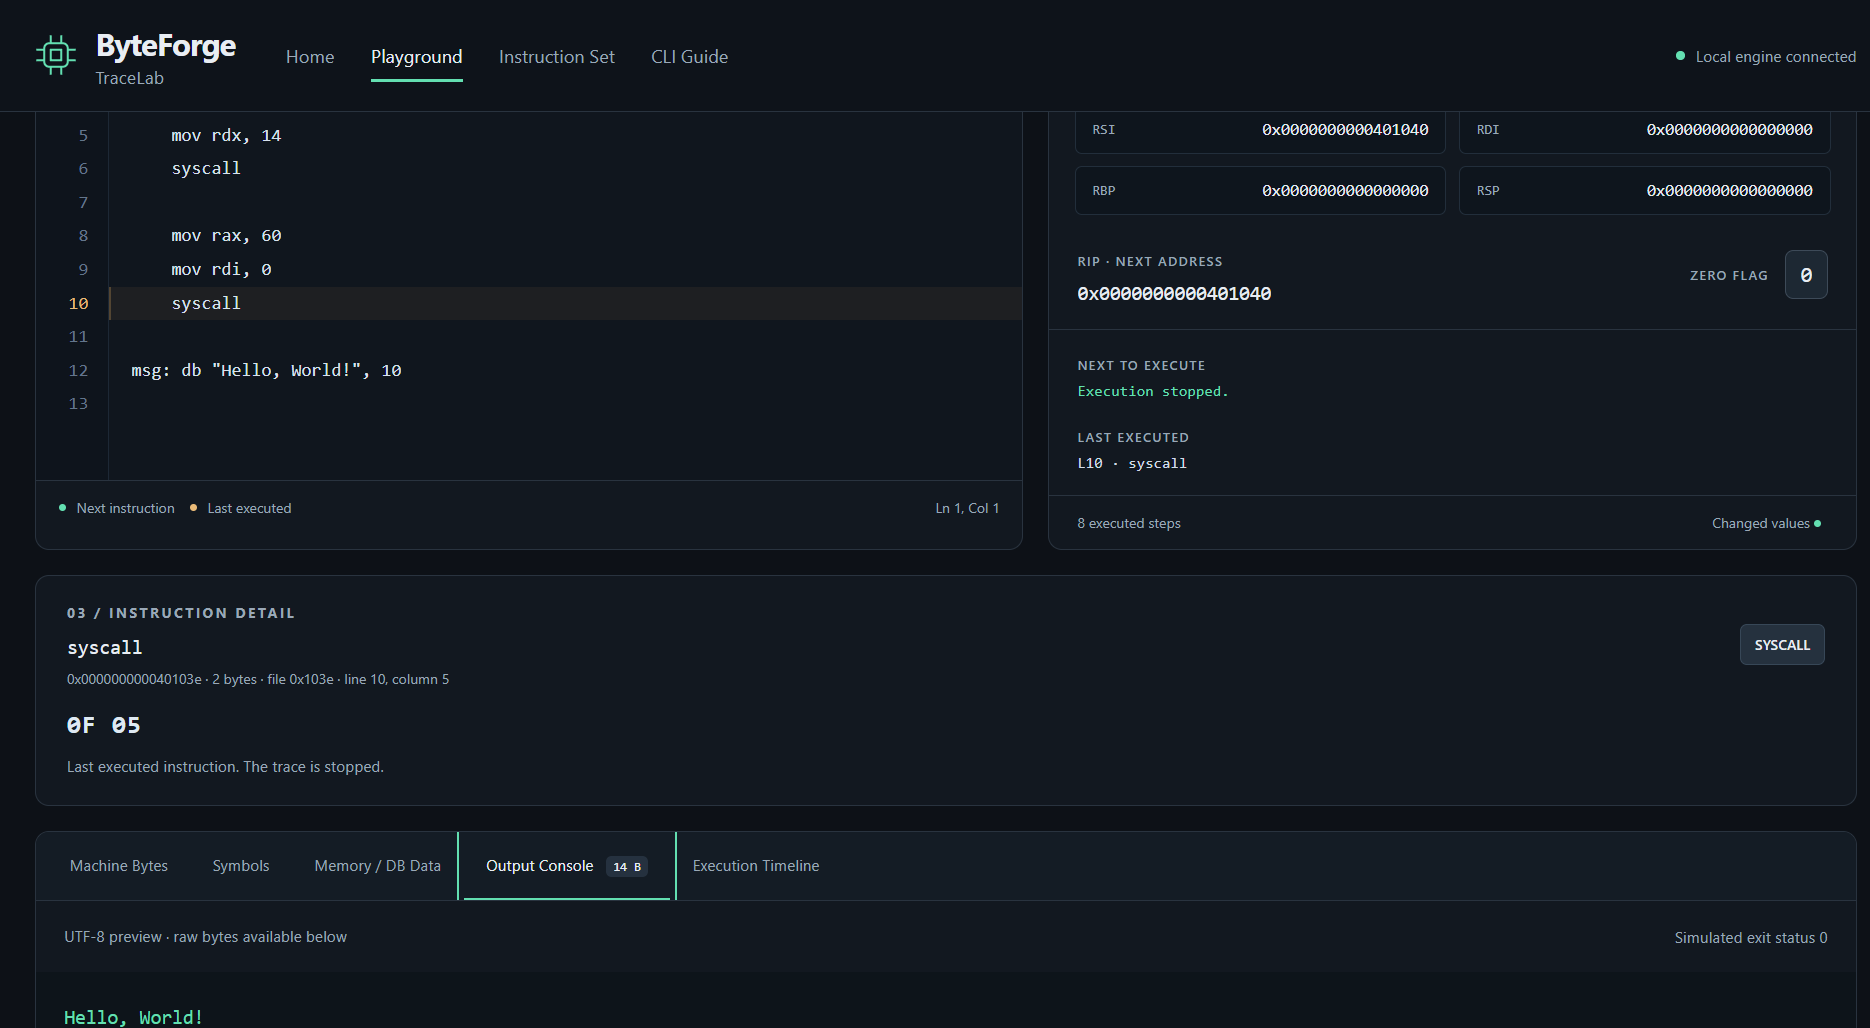 ByteForge
TraceLab
Home
Playground
Instruction Set
CLI Guide
Local engine connected
5 mov rdx, 14
6 syscall
7
8 mov rax, 60
9 mov rdi, 0
10 syscall
11
12 msg: db "Hello, World!", 10
13
Next instruction
Last executed
Ln 1, Col 1
RSI 0x0000000000401040
RDI 0x0000000000000000
RBP 0x0000000000000000
RSP 0x0000000000000000
RIP · NEXT ADDRESS
0x0000000000401040
ZERO FLAG 0
NEXT TO EXECUTE
Execution stopped.
LAST EXECUTED
L10 · syscall
8 executed steps
Changed values
03 / INSTRUCTION DETAIL
syscall
0x000000000040103e · 2 bytes · file 0x103e · line 10, column 5
0F 05
Last executed instruction. The trace is stopped.
SYSCALL
Machine Bytes
Symbols
Memory / DB Data
Output Console 14 B
Execution Timeline
UTF-8 preview · raw bytes available below
Simulated exit status 0
Hello, World!